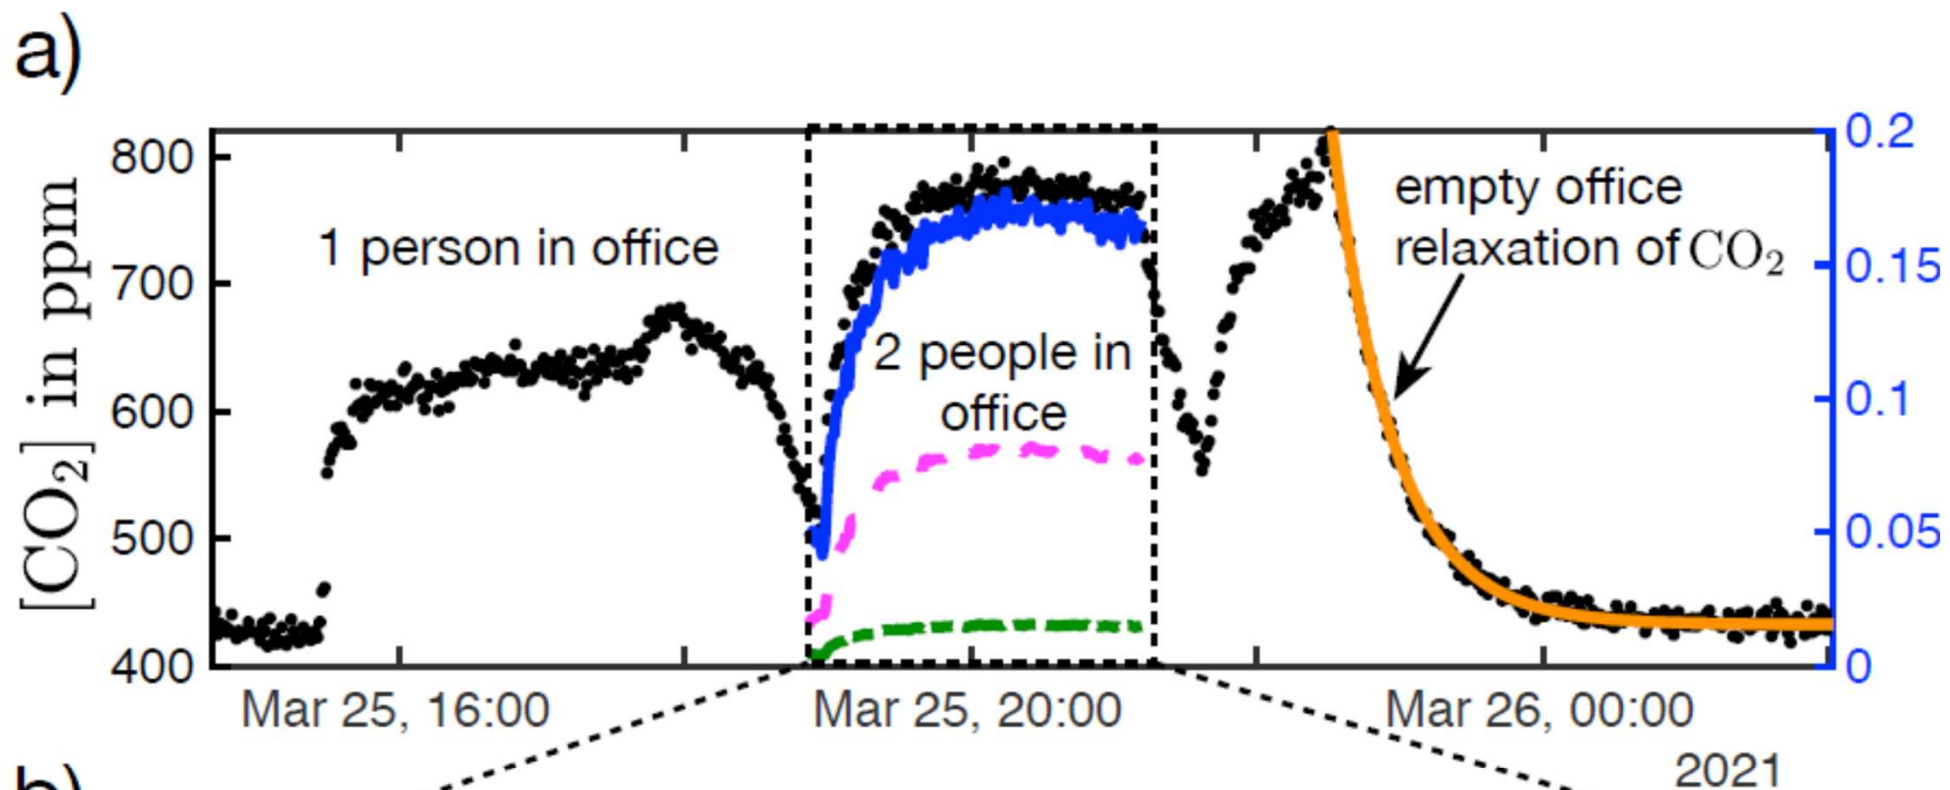 a)
[CO₂] in ppm
800
700
600
500
400
1 person in office
2 people in
office
empty office
relaxation of CO₂
0.2
0.15
0.1
0.05
0
Mar 25, 16:00
Mar 25, 20:00
Mar 26, 00:00
2021
b)